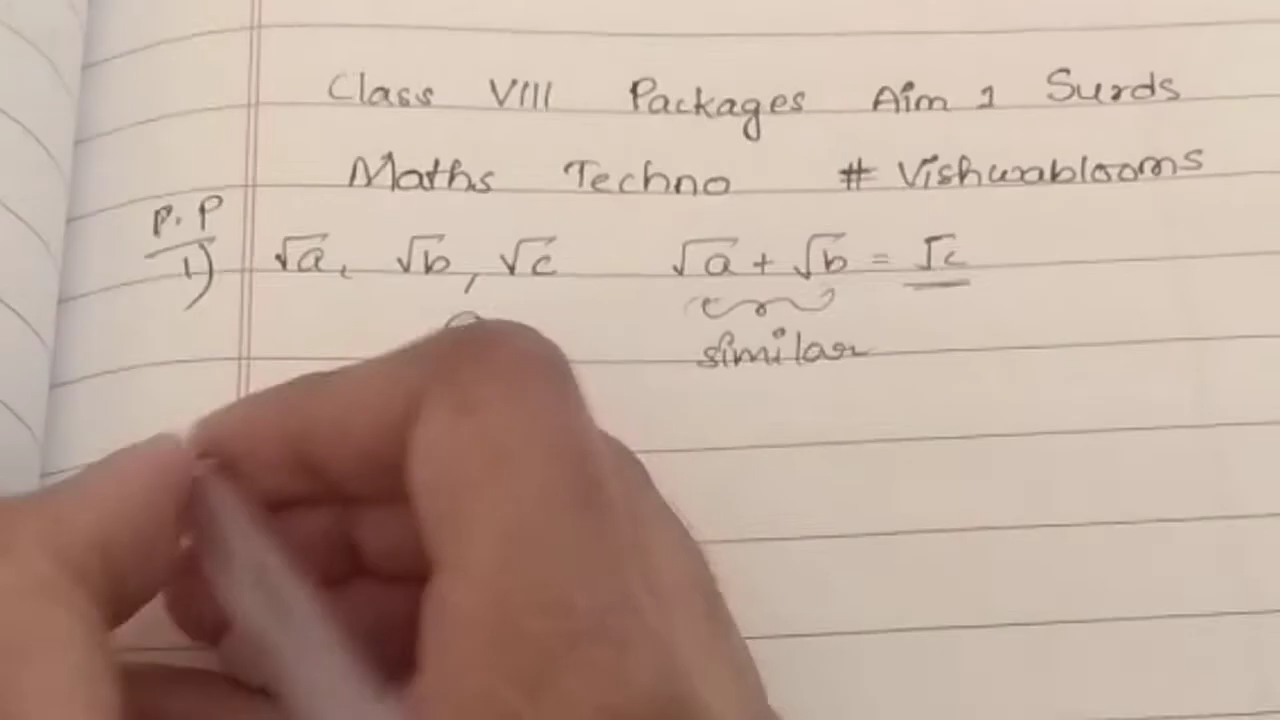 Class VIII Packages Aim 1 Surds
Maths Techno # Vishwablooms
P.P
1) √a, √b, √c √a + √b = √c
similar